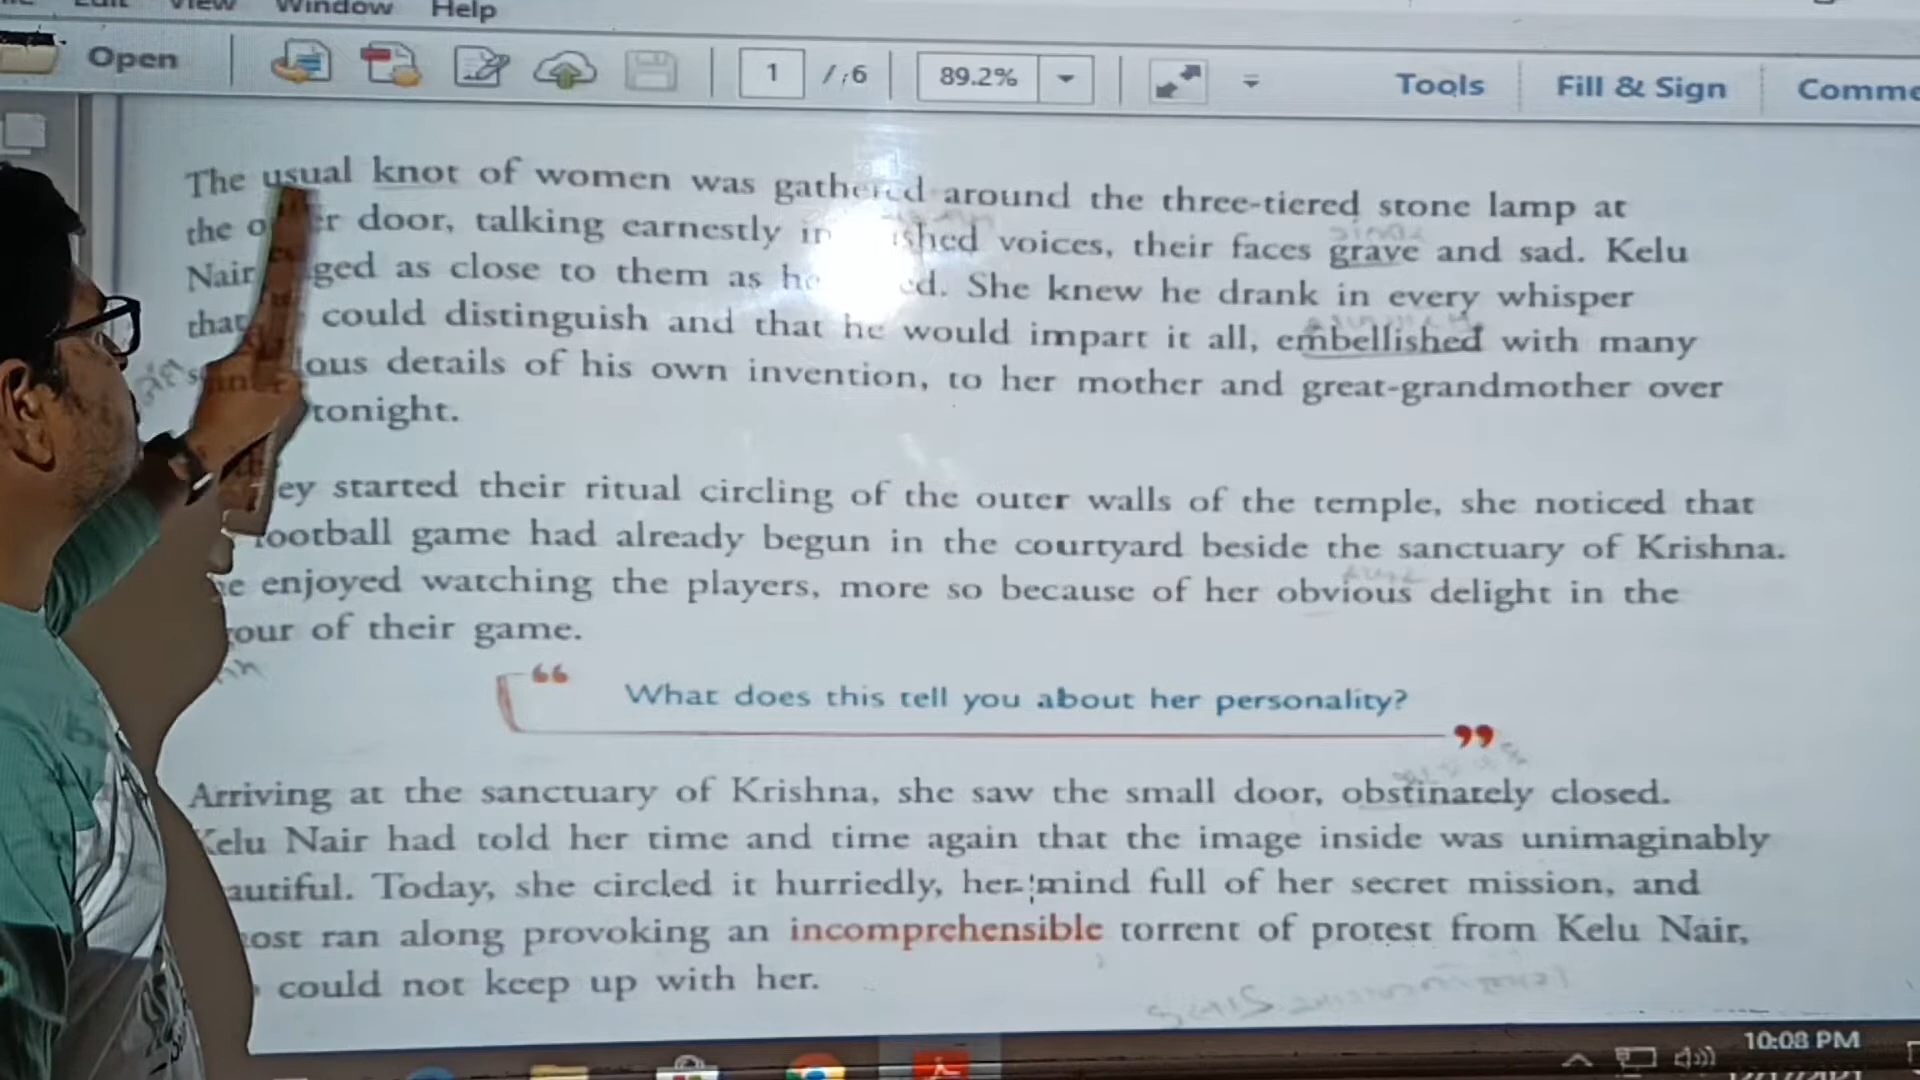 View Window Help
Open 1 / 6 89.2% Tools Fill & Sign
The usual knot of women was gathered around the three-tiered stone lamp at
the door, talking earnestly voices, their faces grave and sad. Kelu
Nair as close to them as She knew he drank in every whisper
that could distinguish and that he would impart it all, embellished with many
details of his own invention, to her mother and great-grandmother over
tonight.
started their ritual circling of the outer walls of the temple, she noticed that
football game had already begun in the courtyard beside the sanctuary of Krishna.
enjoyed watching the players, more so because of her obvious delight in the
of their game.
“ What does this tell you about her personality? ”
Arriving at the sanctuary of Krishna, she saw the small door, obstinately closed.
Kelu Nair had told her time and time again that the image inside was unimaginably
Today, she circled it hurriedly, her mind full of her secret mission, and
ran along provoking an incomprehensible torrent of protest from Kelu Nair,
could not keep up with her.
10:08 PM